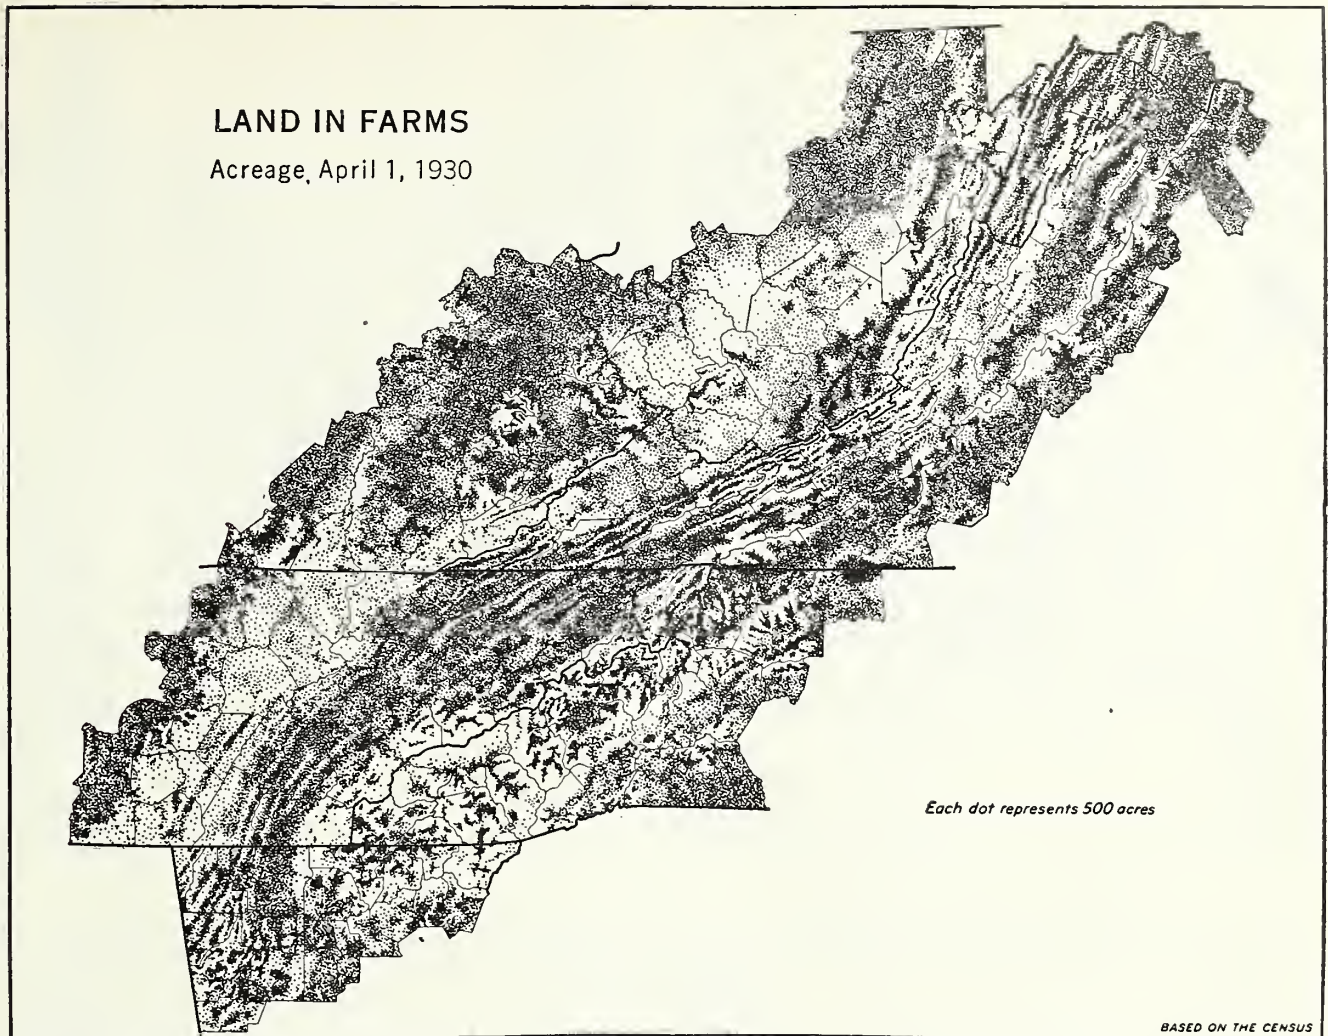 LAND IN FARMS
Acreage, April 1, 1930
Each dot represents 500 acres
BASED ON THE CENSUS